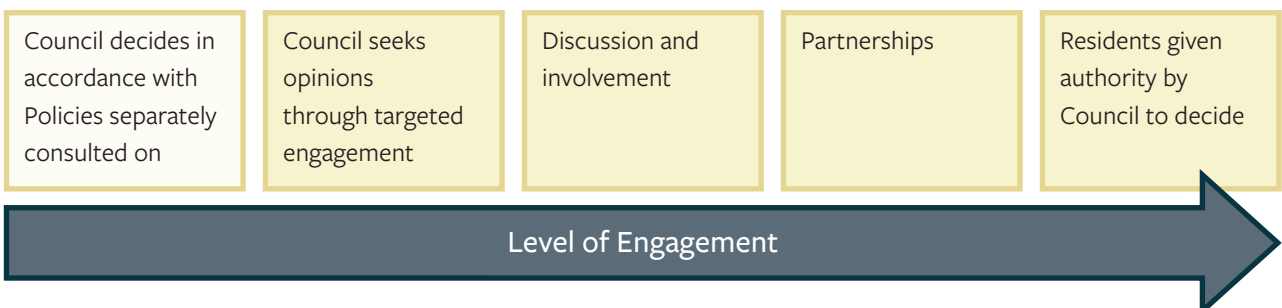 Council decides in
accordance with
Policies separately
consulted on
Council seeks
opinions
through targeted
engagement
Discussion and
involvement
Partnerships
Residents given
authority by
Council to decide
Level of Engagement